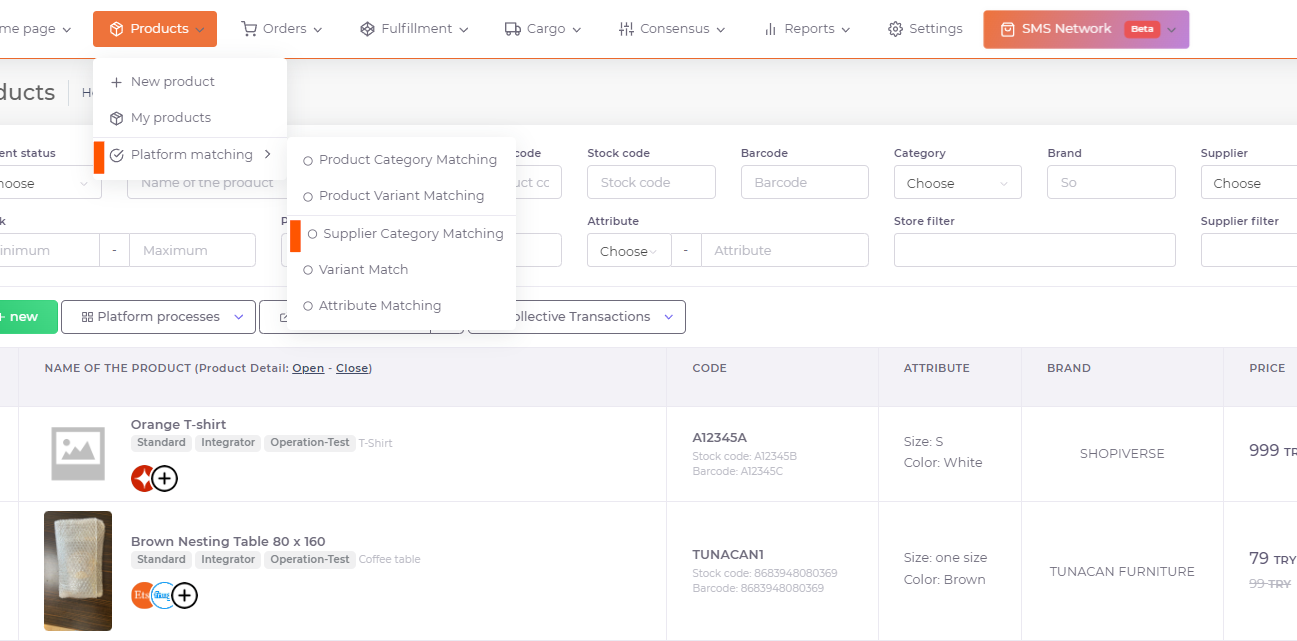 me page
Products
Orders
Fulfillment
Cargo
Consensus
Reports
Settings
SMS Network Beta
New product
My products
Platform matching
Product Category Matching
Product Variant Matching
Supplier Category Matching
Variant Match
Attribute Matching
ducts
ent status
code
Stock code
Barcode
Category
Brand
Supplier
hoose
Name of the product
Stock code
Barcode
Choose
So
Choose
k
Attribute
Store filter
Supplier filter
inimum - Maximum
Choose - Attribute
+ new
Platform processes
ollective Transactions
NAME OF THE PRODUCT (Product Detail: Open - Close)
CODE
ATTRIBUTE
BRAND
PRICE
Orange T-shirt
Standard Integrator Operation-Test T-Shirt
A12345A
Stock code: A12345B
Barcode: A12345C
Size: S
Color: White
SHOPIVERSE
999 TR
Brown Nesting Table 80 x 160
Standard Integrator Operation-Test Coffee table
Ets
TUNACAN1
Stock code: 8683948080369
Barcode: 8683948080369
Size: one size
Color: Brown
TUNACAN FURNITURE
79 TRY
99 TRY